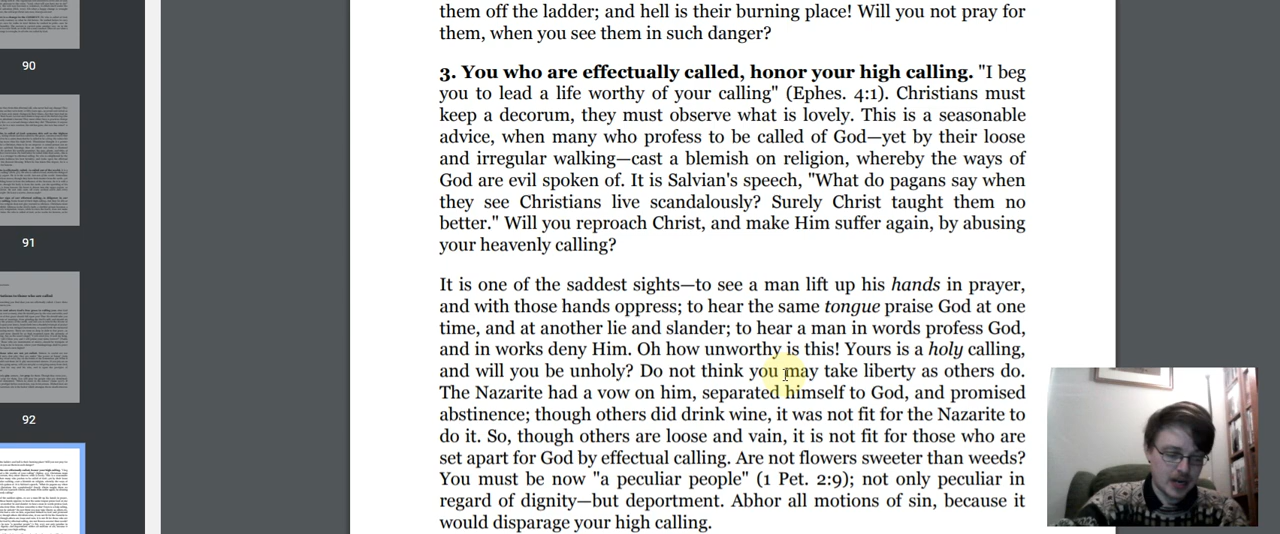 them off the ladder; and hell is their burning place! Will you not pray for
them, when you see them in such danger?
3. You who are effectually called, honor your high calling. "I beg
you to lead a life worthy of your calling" (Ephes. 4:1). Christians must
keep a decorum, they must observe what is lovely. This is a seasonable
advice, when many who profess to be called of God—yet by their loose
and irregular walking—cast a blemish on religion, whereby the ways of
God are evil spoken of. It is Salvian's speech, "What do pagans say when
they see Christians live scandalously? Surely Christ taught them no
better." Will you reproach Christ, and make Him suffer again, by abusing
your heavenly calling?
It is one of the saddest sights—to see a man lift up his hands in prayer,
and with those hands oppress; to hear the same tongue praise God at one
time, and at another lie and slander; to hear a man in words profess God,
and in works deny Him. Oh how unworthy is this! Yours is a holy calling,
and will you be unholy? Do not think you may take liberty as others do.
The Nazarite had a vow on him, separated himself to God, and promised
abstinence; though others did drink wine, it was not fit for the Nazarite to
do it. So, though others are loose and vain, it is not fit for those who are
set apart for God by effectual calling. Are not flowers sweeter than weeds?
You must be now "a peculiar people" (1 Pet. 2:9); not only peculiar in
regard of dignity—but deportment. Abhor all motions of sin, because it
would disparage your high calling.
90
91
92